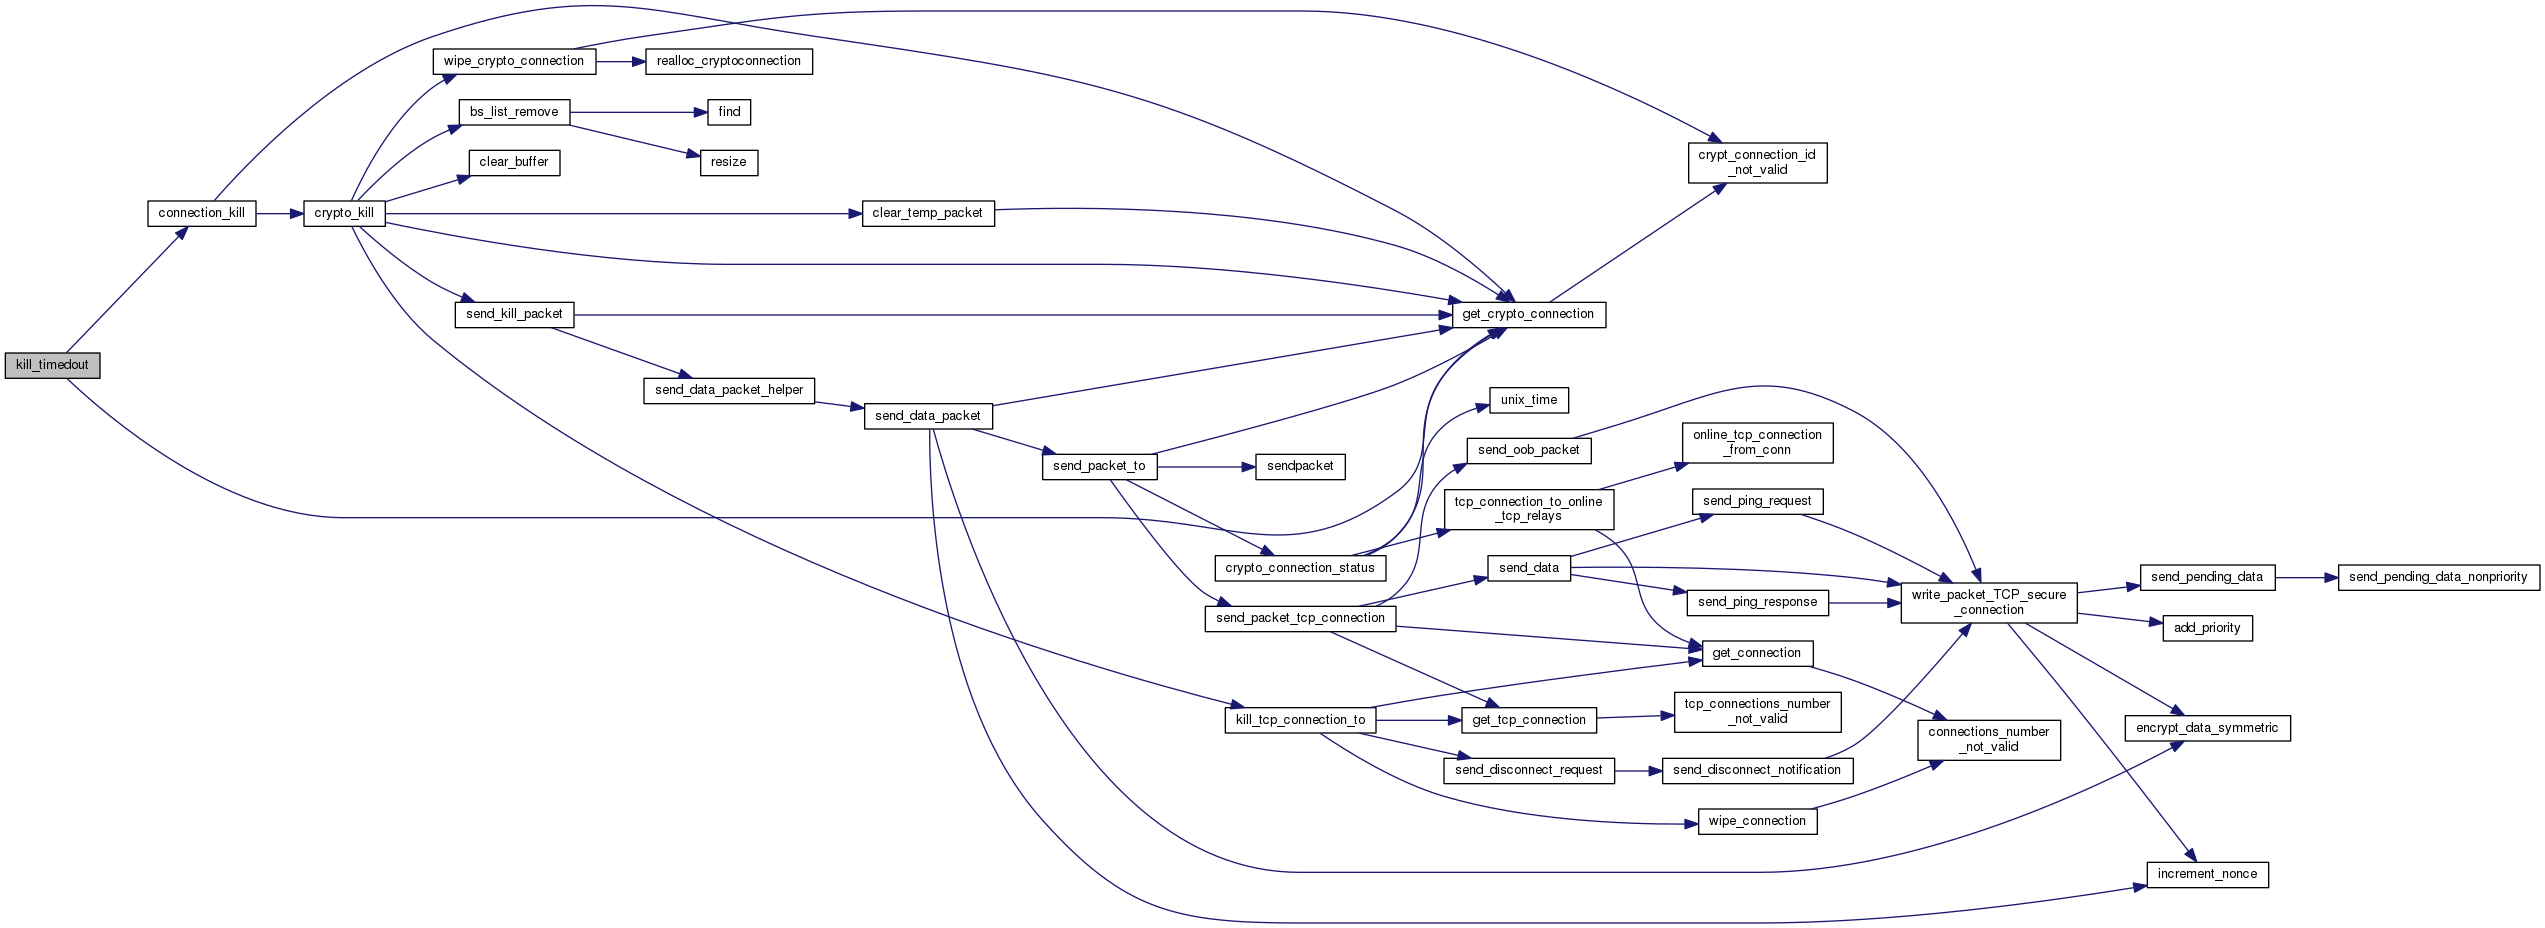 kill_timedout
connection_kill
crypto_kill
wipe_crypto_connection
bs_list_remove
clear_buffer
send_kill_packet
realloc_cryptoconnection
find
resize
send_data_packet_helper
clear_temp_packet
send_data_packet
send_packet_to
sendpacket
crypto_connection_status
send_packet_tcp_connection
kill_tcp_connection_to
get_crypto_connection
unix_time
send_oob_packet
tcp_connection_to_online
_tcp_relays
send_data
get_tcp_connection
send_disconnect_request
crypt_connection_id
_not_valid
online_tcp_connection
_from_conn
send_ping_request
send_ping_response
get_connection
tcp_connections_number
_not_valid
send_disconnect_notification
wipe_connection
write_packet_TCP_secure
_connection
connections_number
_not_valid
send_pending_data
add_priority
encrypt_data_symmetric
increment_nonce
send_pending_data_nonpriority